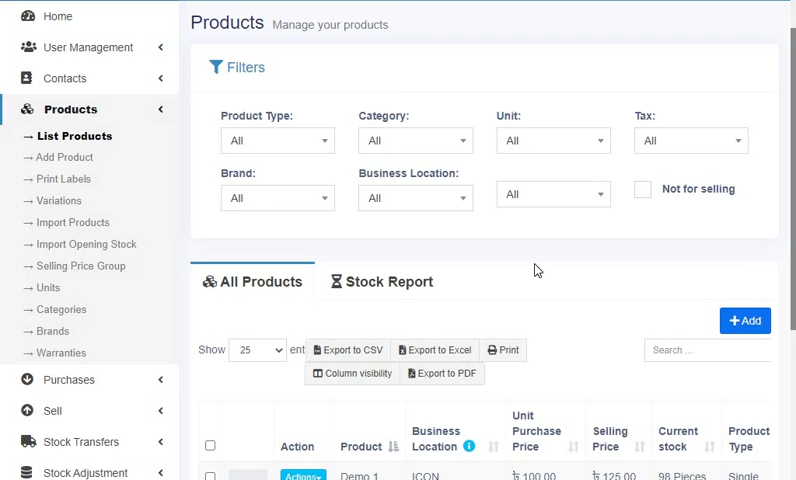 Home
User Management
Contacts
Products
→ List Products
→ Add Product
→ Print Labels
→ Variations
→ Import Products
→ Import Opening Stock
→ Selling Price Group
→ Units
→ Categories
→ Brands
→ Warranties
Purchases
Sell
Stock Transfers
Stock Adjustment
Products Manage your products
Filters
Product Type: Category: Unit: Tax:
All All All All
Brand: Business Location:
All All All Not for selling
All Products Stock Report
+ Add
Show 25 ent Export to CSV Export to Excel Print Search ...
Column visibility Export to PDF
Action Product Business Location Unit Purchase Price Selling Price Current stock Product Type
Actions Demo 1 ICON ৳ 100.00 ৳ 125.00 98 Pieces Single